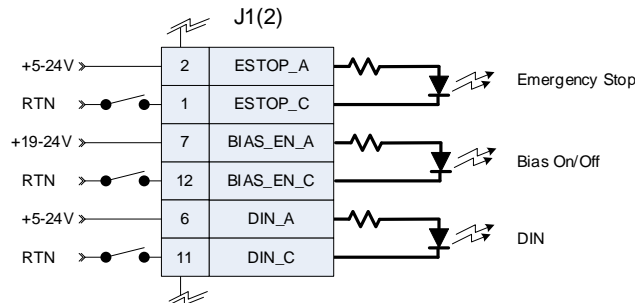 J1(2)
+5-24V 2 ESTOP_A
Emergency Stop
RTN 1 ESTOP_C
+19-24V 7 BIAS_EN_A
Bias On/Off
RTN 12 BIAS_EN_C
+5-24V 6 DIN_A
DIN
RTN 11 DIN_C